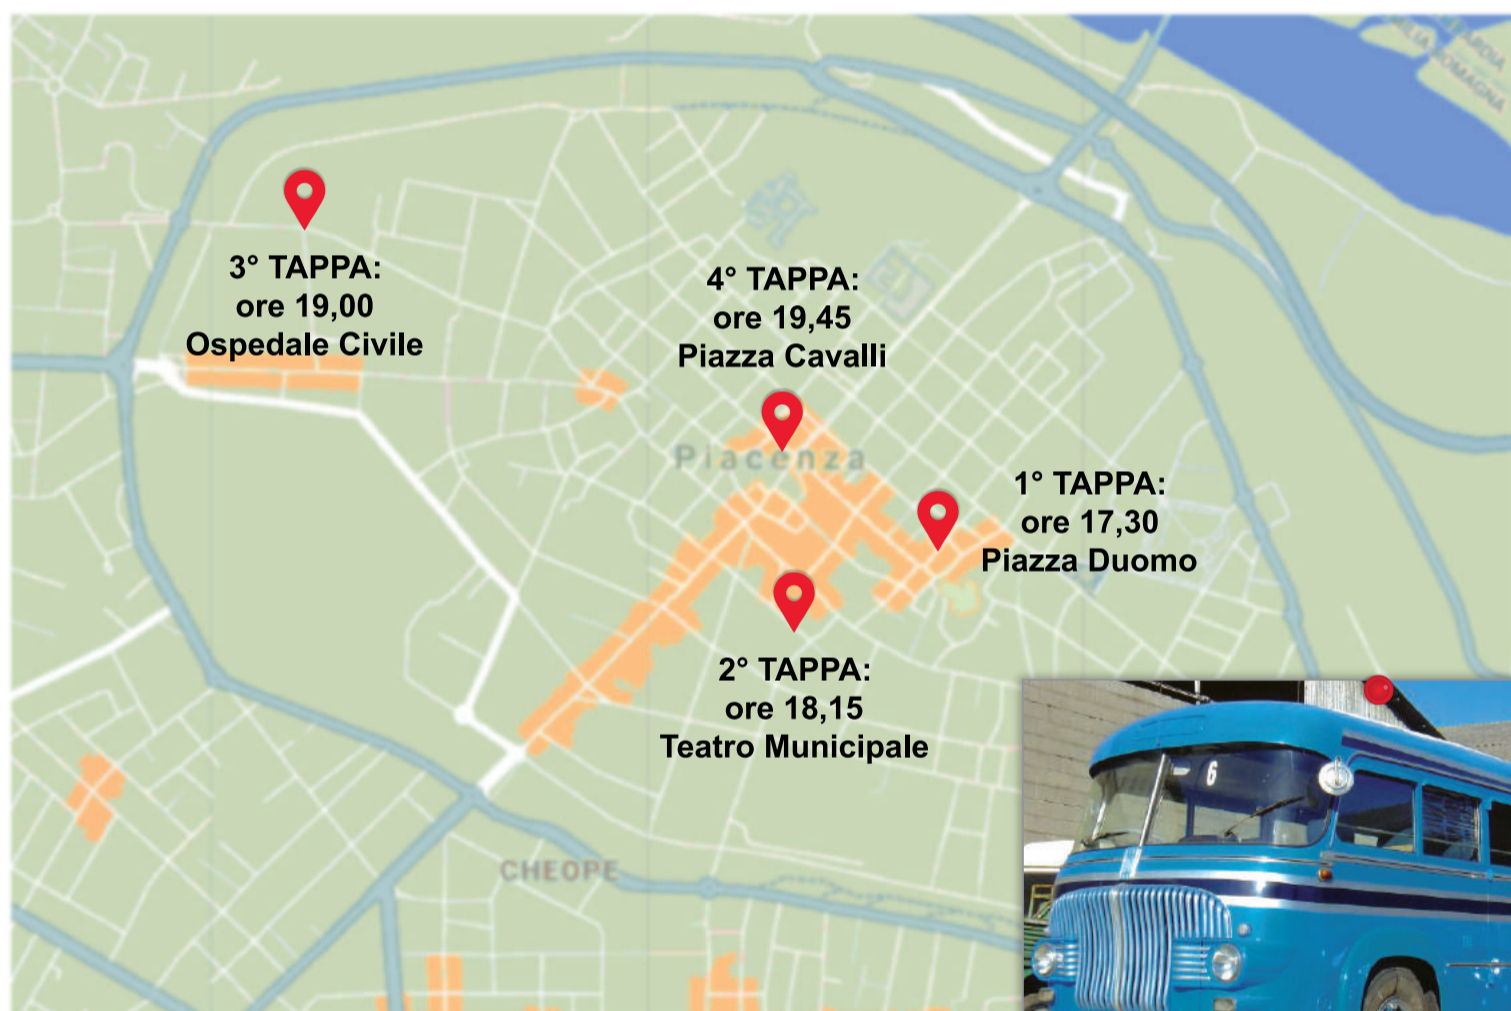 3° TAPPA:
ore 19,00
Ospedale Civile
4° TAPPA:
ore 19,45
Piazza Cavalli
Piacenza
1° TAPPA:
ore 17,30
Piazza Duomo
2° TAPPA:
ore 18,15
Teatro Municipale
CHEOPE
6